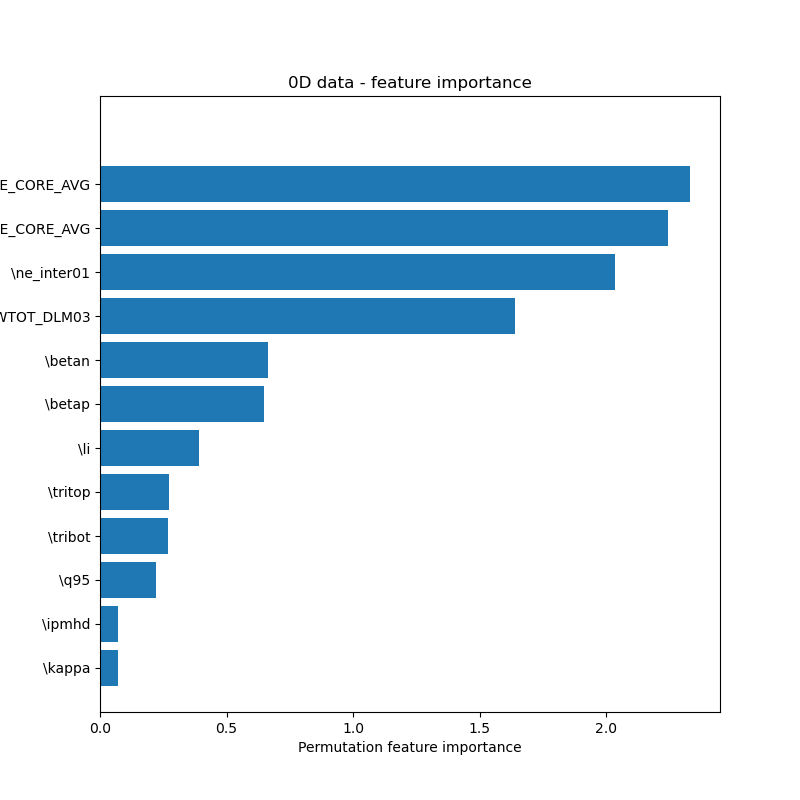 0D data - feature importance
E_CORE_AVG
E_CORE_AVG
\ne_inter01
WTOT_DLM03
\betan
\betap
\li
\tritop
\tribot
\q95
\ipmhd
\kappa
0.0 0.5 1.0 1.5 2.0
Permutation feature importance